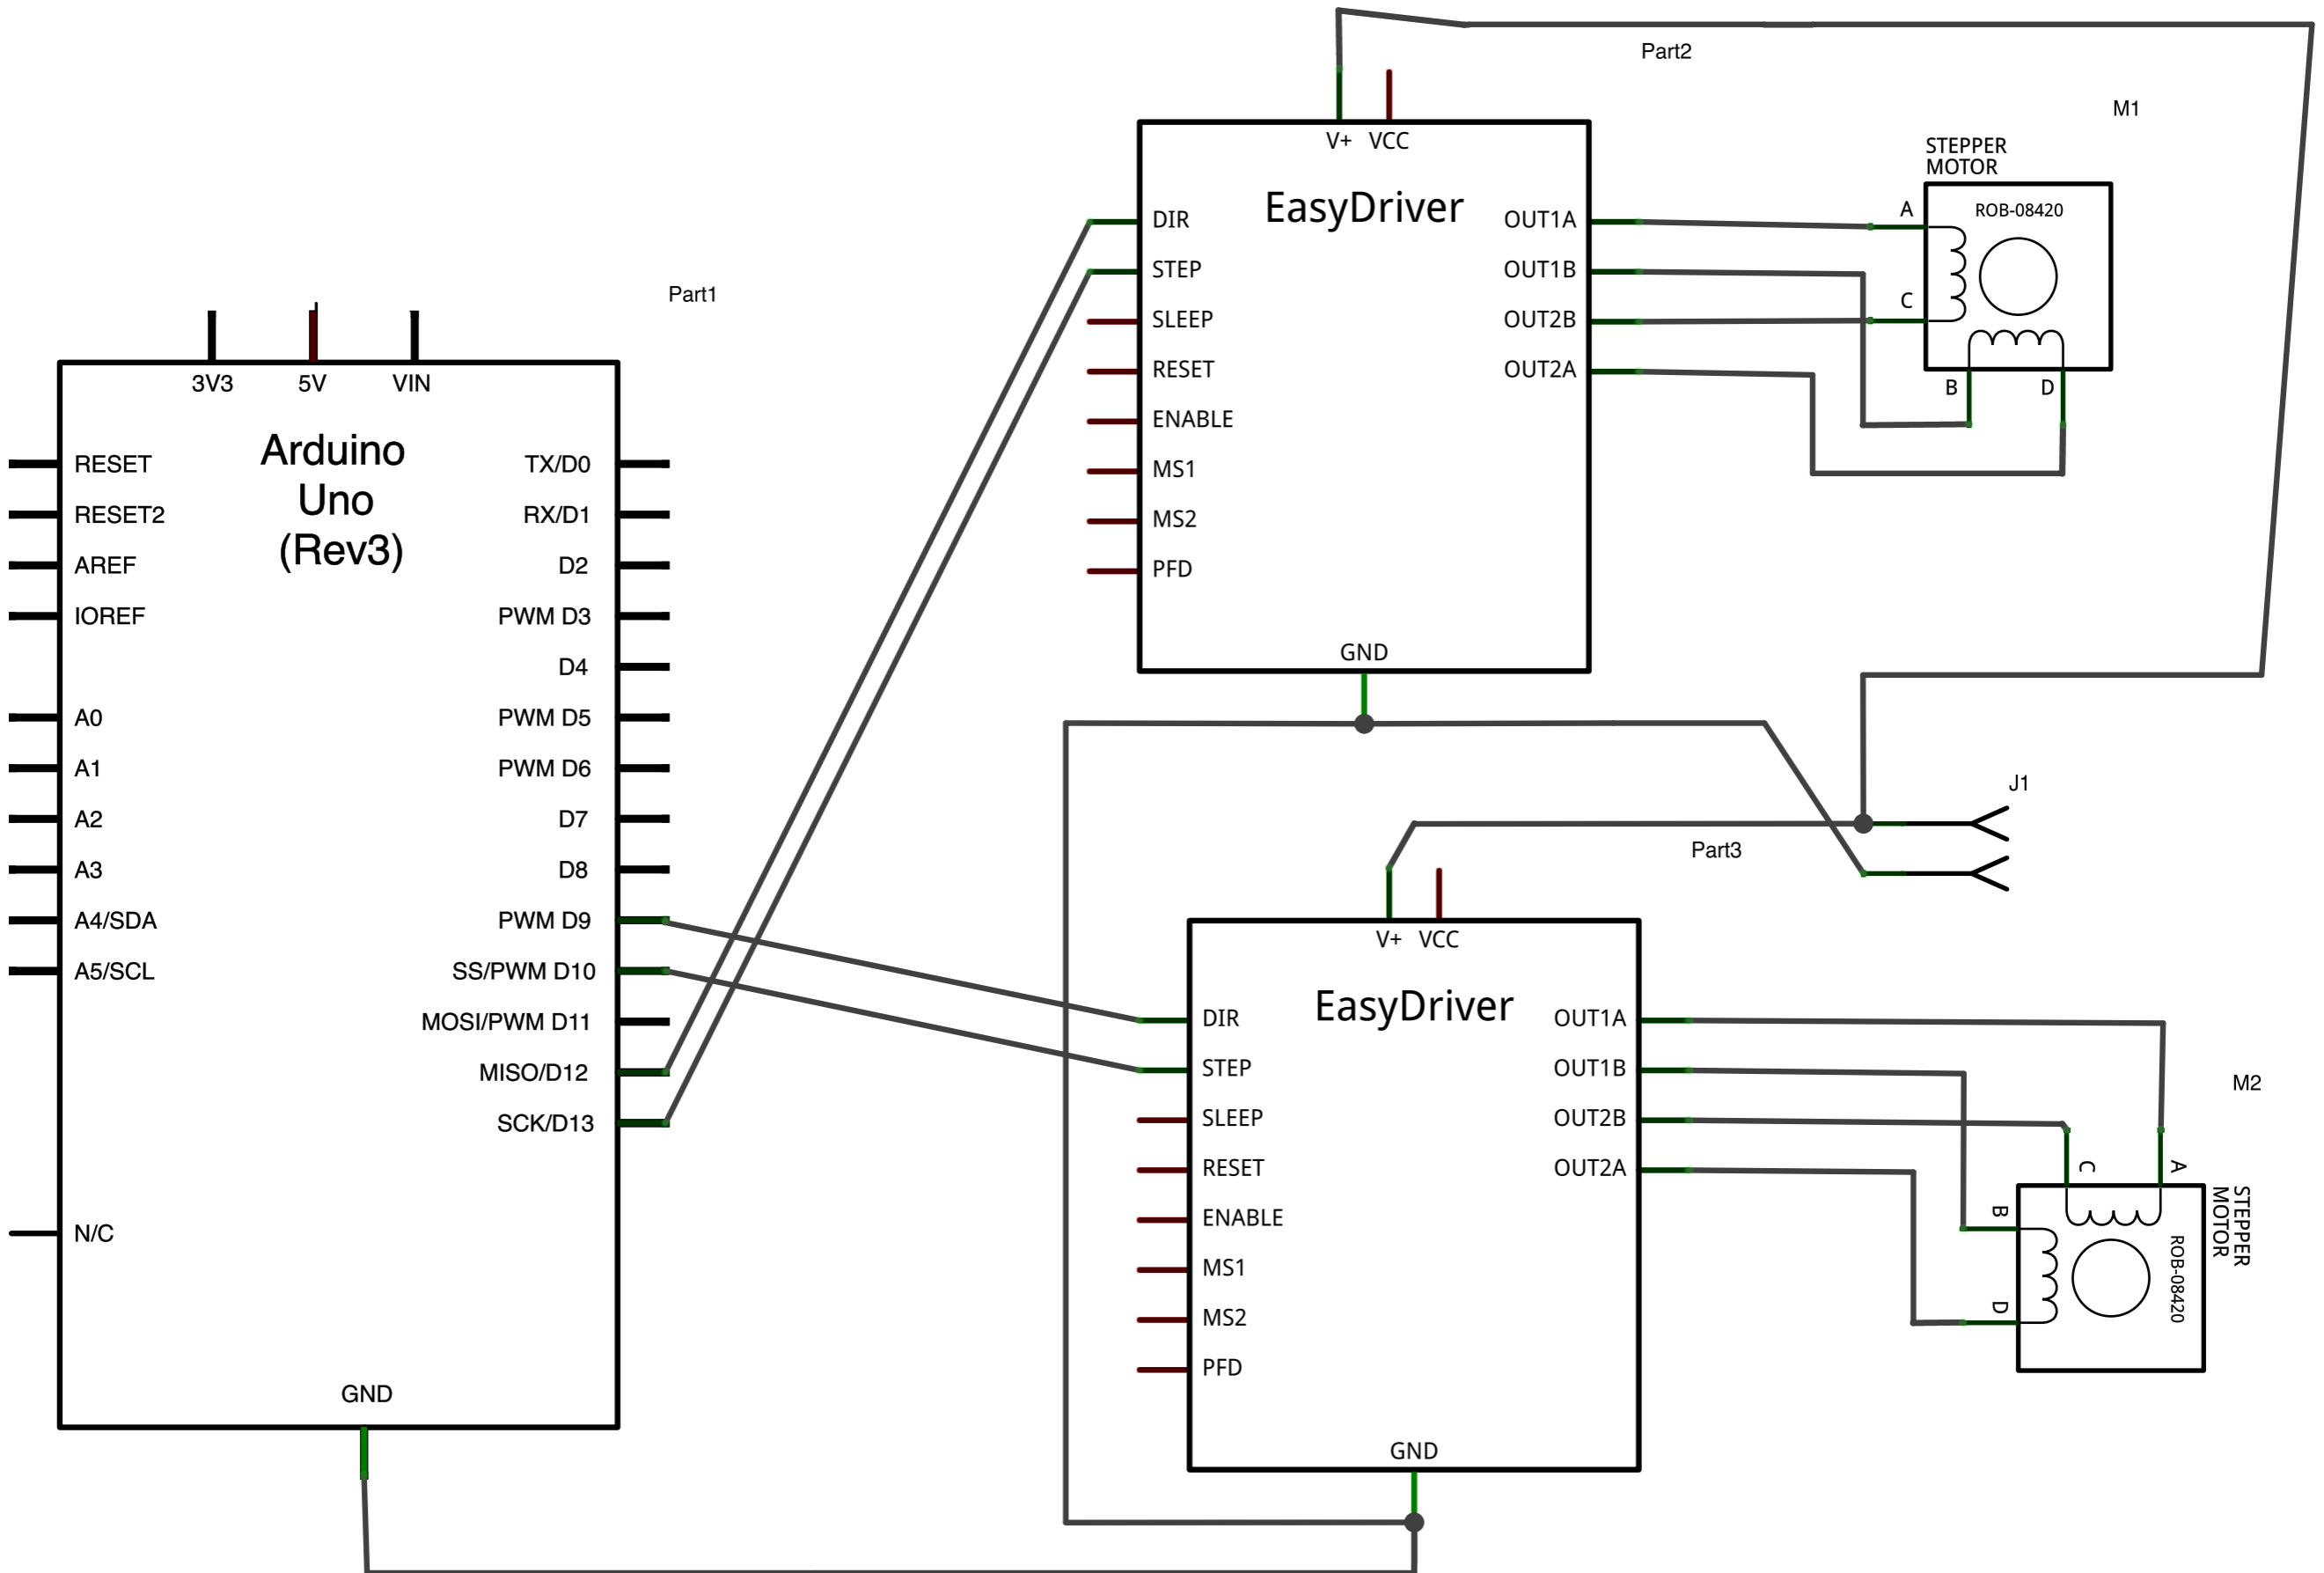 Part2
M1
V+ VCC
STEPPER
MOTOR
EasyDriver
ROB-08420
A
C
B
D
DIR
STEP
SLEEP
RESET
ENABLE
MS1
MS2
PFD
OUT1A
OUT1B
OUT2B
OUT2A
GND
Part1
3V3 5V VIN
Arduino
Uno
(Rev3)
RESET
RESET2
AREF
IOREF
A0
A1
A2
A3
A4/SDA
A5/SCL
N/C
TX/D0
RX/D1
D2
PWM D3
D4
PWM D5
PWM D6
D7
D8
PWM D9
SS/PWM D10
MOSI/PWM D11
MISO/D12
SCK/D13
GND
J1
Part3
V+ VCC
EasyDriver
DIR
STEP
SLEEP
RESET
ENABLE
MS1
MS2
PFD
OUT1A
OUT1B
OUT2B
OUT2A
GND
M2
C
A
B
D
STEPPER
MOTOR
ROB-08420